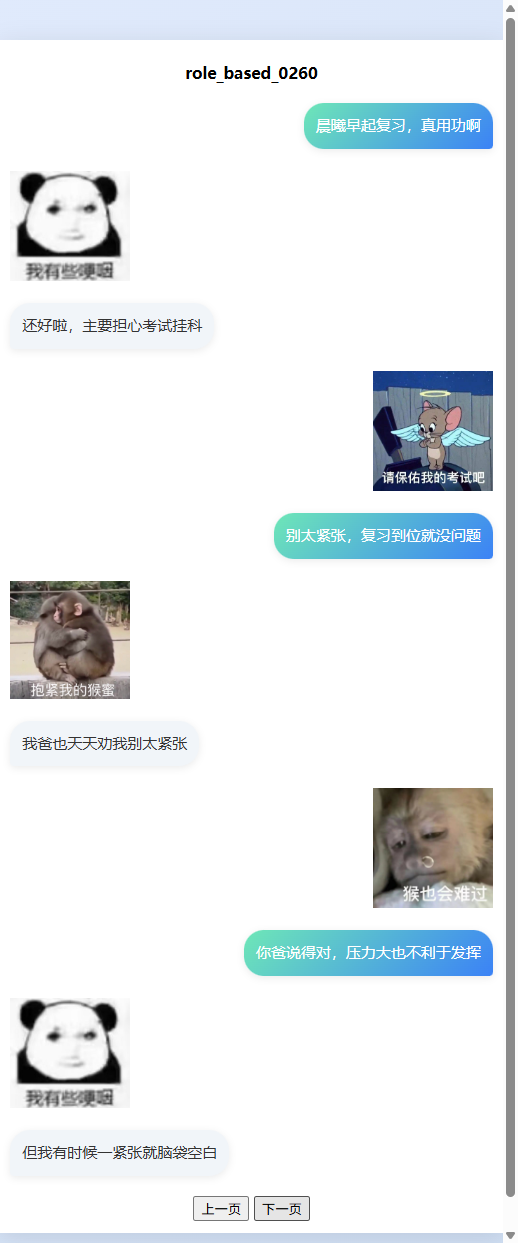 role_based_0260
晨曦早起复习，真用功啊
我有些哽咽
还好啦，主要担心考试挂科
请保佑我的考试吧
别太紧张，复习到位就没问题
抱紧我的猴蜜
我爸也天天劝我别太紧张
猴也会难过
你爸说得对，压力大也不利于发挥
我有些哽咽
但我有时候一紧张就脑袋空白
上一页 下一页